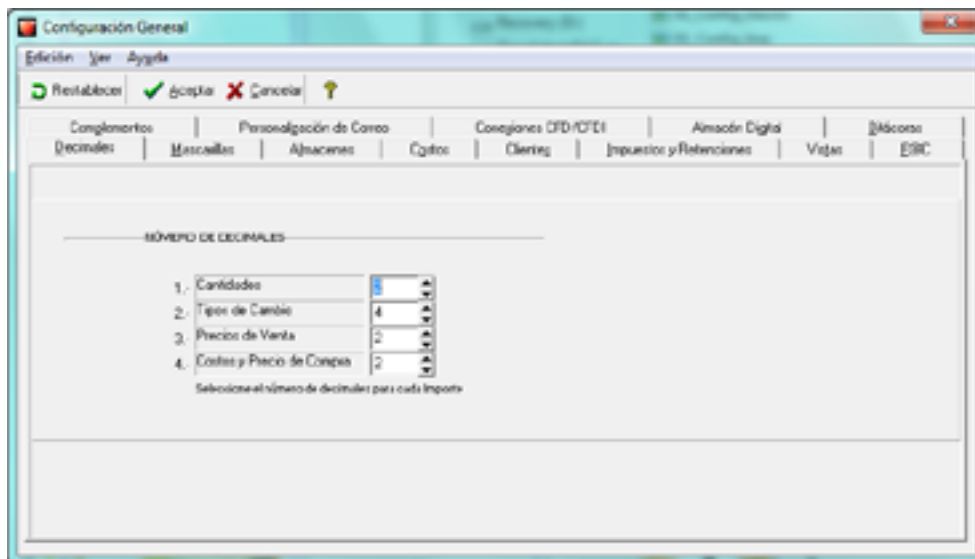 Configuración General
Edición Ver Ayuda
Restablecer Aceptar Cancelar
Complementos Personalización de Correo Conexiones CFD/CFDI Almacén Digital Bitácoras
Decimales Mascarillas Almacenes Costos Clientes Impuestos y Retenciones Vistas
NÚMERO DE DECIMALES
1.- Cantidades
2.- Tipos de Cambio 4
3.- Precios de Venta 2
4.- Costos y Precio de Compra 2
Seleccione el número de decimales para cada Importe